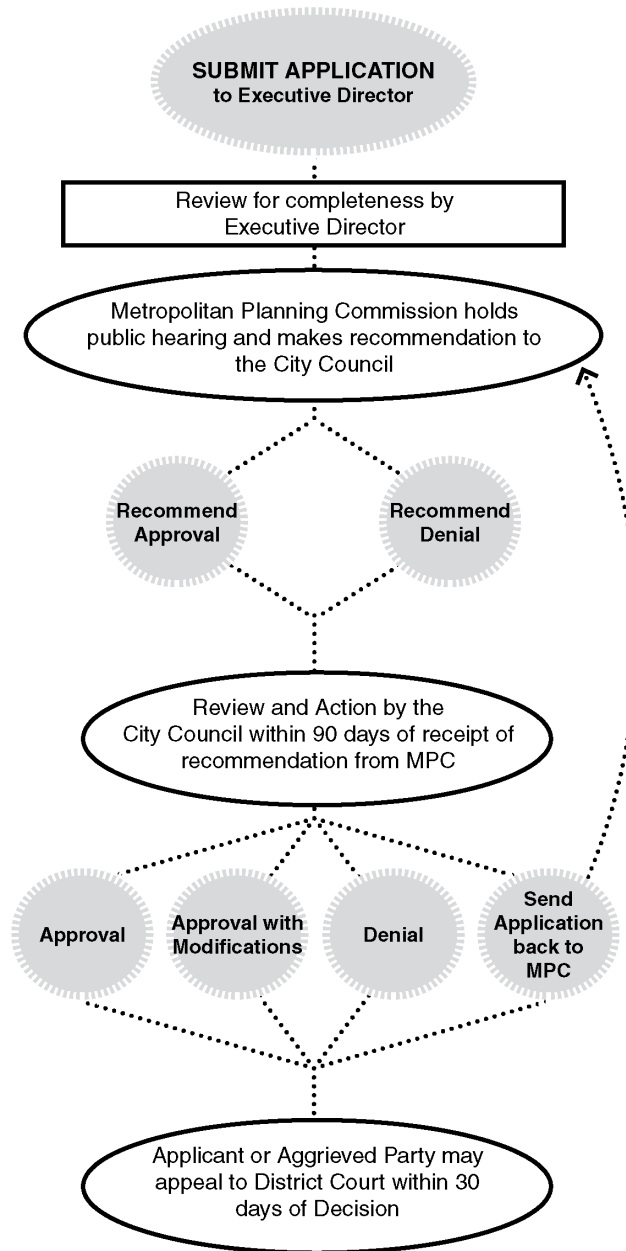 SUBMIT APPLICATION
to Executive Director
Review for completeness by
Executive Director
Metropolitan Planning Commission holds
public hearing and makes recommendation to
the City Council
Recommend
Approval
Recommend
Denial
Review and Action by the
City Council within 90 days of receipt of
recommendation from MPC
Approval
Approval with
Modifications
Denial
Send
Application
back to
MPC
Applicant or Aggrieved Party may
appeal to District Court within 30
days of Decision